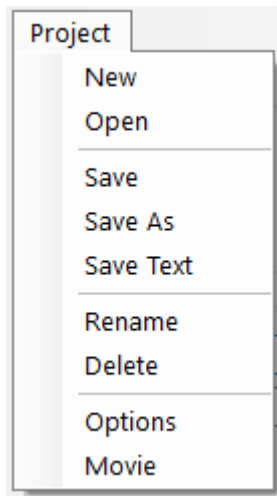 Project
New
Open
Save
Save As
Save Text
Rename
Delete
Options
Movie